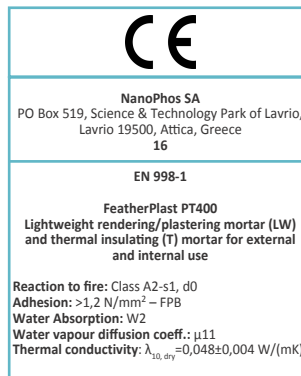 CE
NanoPhos SA
PO Box 519, Science & Technology Park of Lavrio,
Lavrio 19500, Attica, Greece
16
EN 998-1
FeatherPlast PT400
Lightweight rendering/plastering mortar (LW)
and thermal insulating (T) mortar for external
and internal use
Reaction to fire: Class A2-s1, d0
Adhesion: >1,2 N/mm² – FPB
Water Absorption: W2
Water vapour diffusion coeff.: μ11
Thermal conductivity: λ10, dry=0,048±0,004 W/(mK)